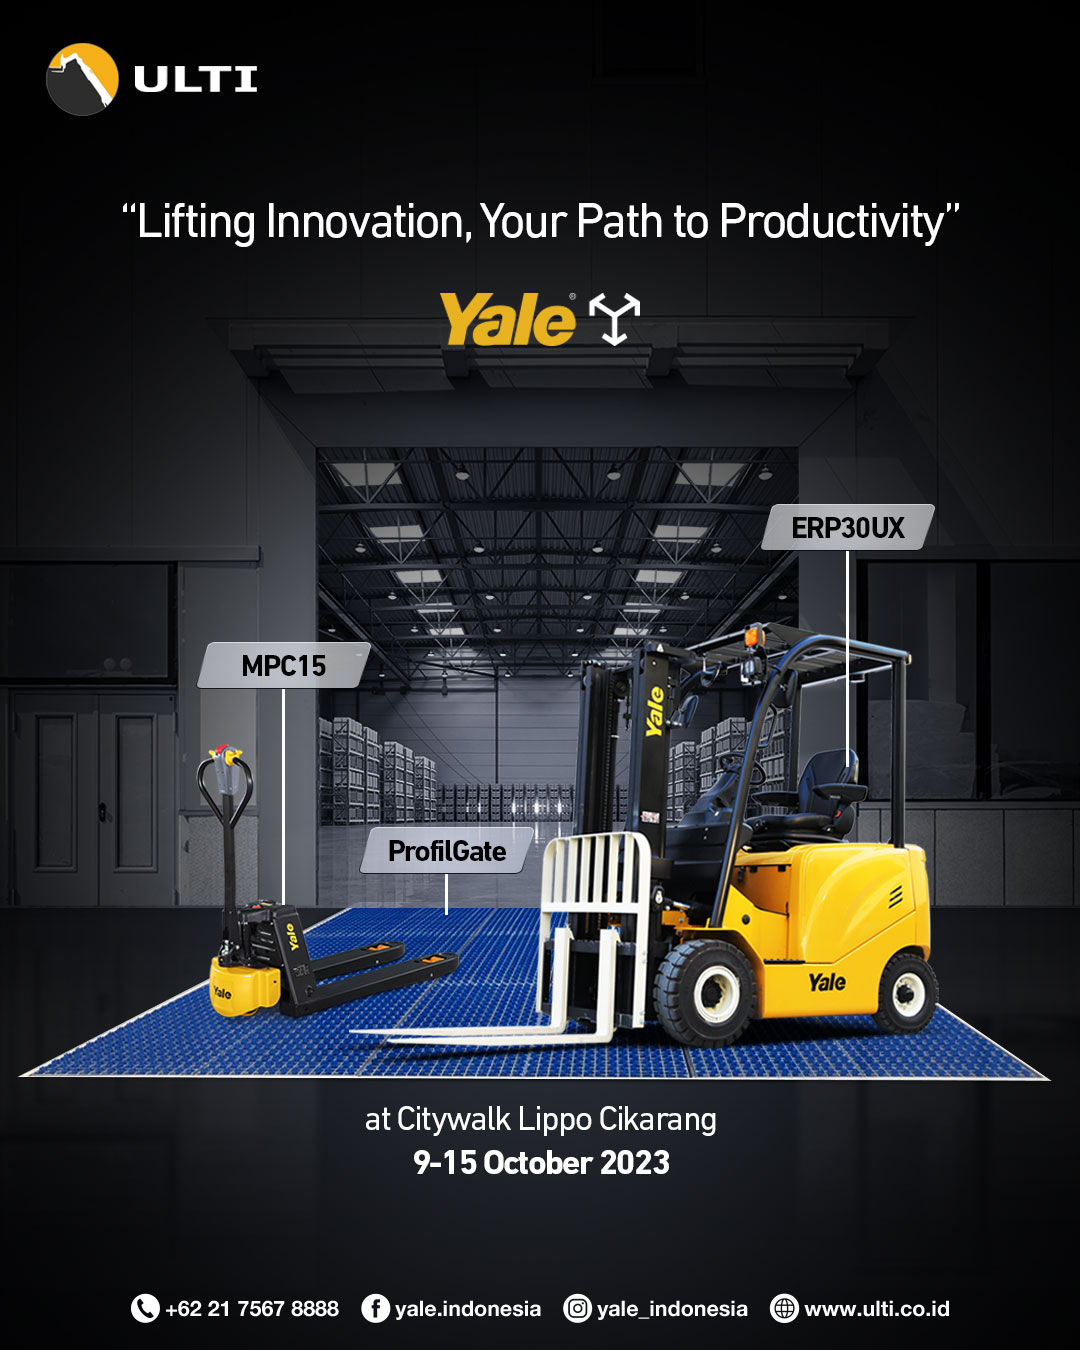 ULTI
“Lifting Innovation, Your Path to Productivity”
Yale®
ERP30UX
MPC15
Yale
ProfilGate
Yale
Yale
Yale
at Citywalk Lippo Cikarang
9-15 October 2023
+62 21 7567 8888 yale.indonesia yale_indonesia www.ulti.co.id